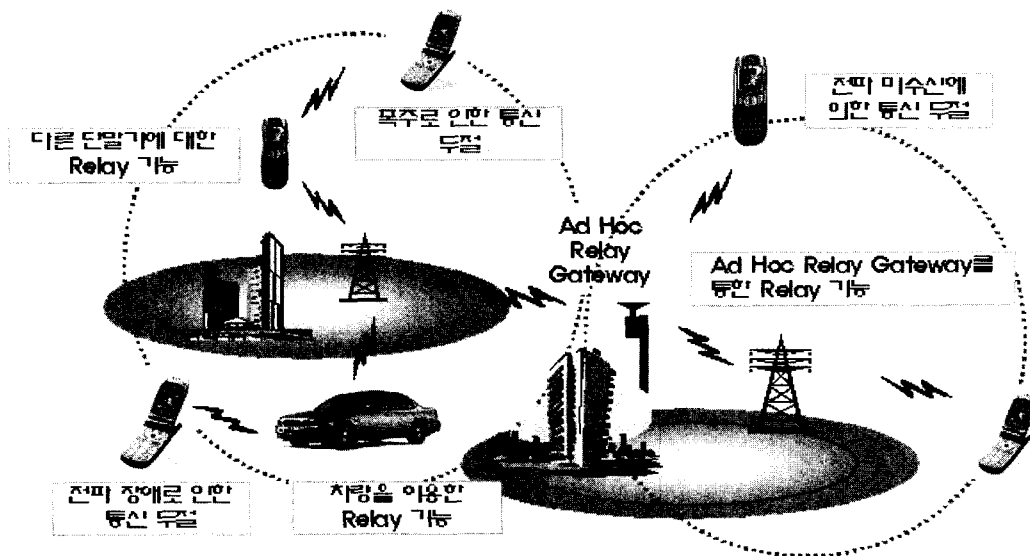 다른 단말기에 대한
Relay 기능
폭주로 인한 통신
두절
전파 미수신에
의한 통신 두절
Ad Hoc
Relay
Gateway
Ad Hoc Relay Gateway를
통한 Relay 기능
전파 장애로 인한
통신 두절
차량을 이용한
Relay 기능